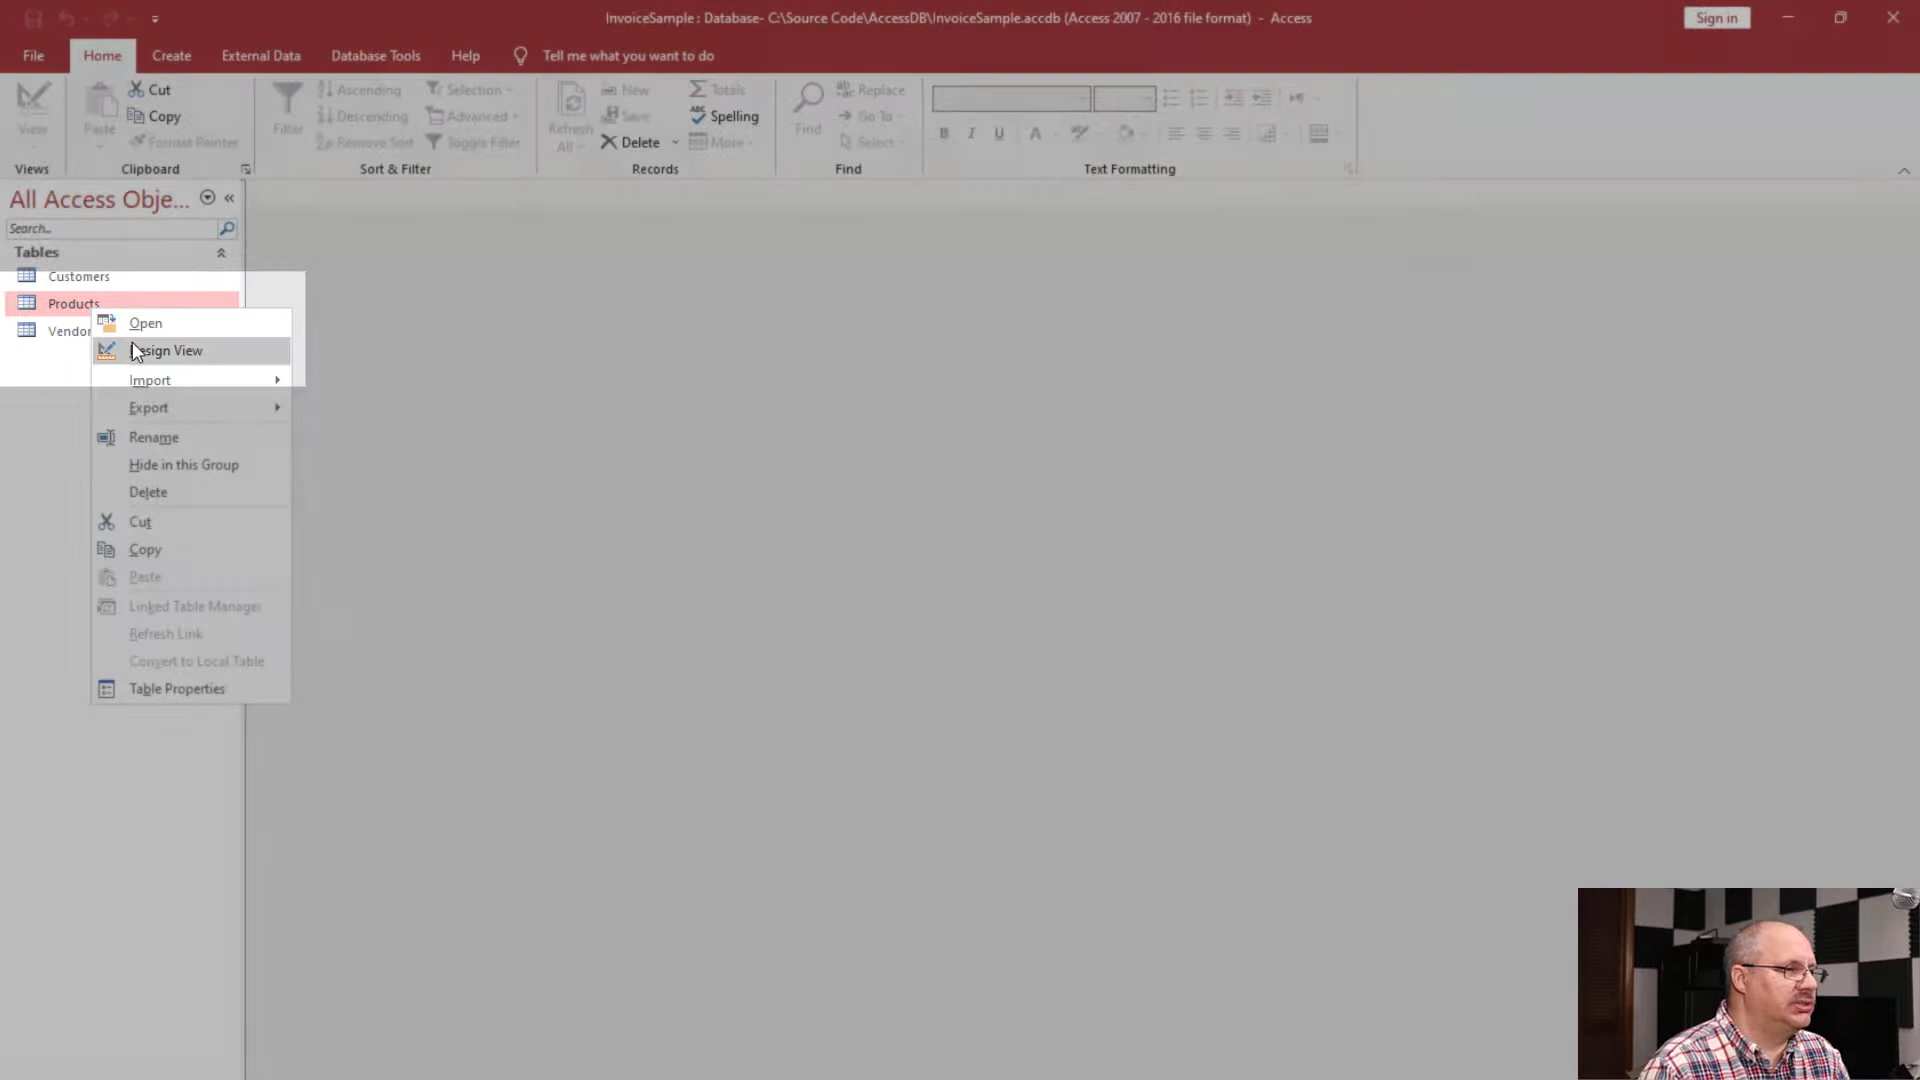 InvoiceSample : Database- C:\Source Code\AccessDB\InvoiceSample.accdb (Access 2007 - 2016 file format) - Access
Sign in
File
Home
Create
External Data
Database Tools
Help
Tell me what you want to do
View
Views
Paste
Cut
Copy
Format Painter
Clipboard
Filter
Ascending
Descending
Remove Sort
Selection
Advanced
Toggle Filter
Sort & Filter
Refresh
All
New
Save
Delete
Totals
Spelling
More
Records
Find
Replace
Go To
Select
Find
B I U A
Text Formatting
All Access Obje...
Search...
Tables
Customers
Products
Open
Import
Export
Rename
Hide in this Group
Delete
Cut
Copy
Paste
Linked Table Manager
Refresh Link
Convert to Local Table
Table Properties
View